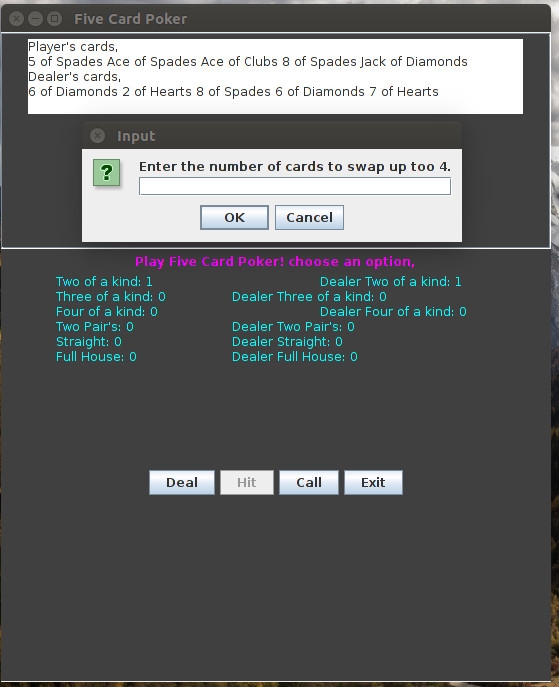 Five Card Poker
Player's cards,
5 of Spades Ace of Spades Ace of Clubs 8 of Spades Jack of Diamonds
Dealer's cards,
6 of Diamonds 2 of Hearts 8 of Spades 6 of Diamonds 7 of Hearts
Input
?
Enter the number of cards to swap up too 4.
OK Cancel
Play Five Card Poker! choose an option,
Two of a kind: 1 Dealer Two of a kind: 1
Three of a kind: 0 Dealer Three of a kind: 0
Four of a kind: 0 Dealer Four of a kind: 0
Two Pair's: 0 Dealer Two Pair's: 0
Straight: 0 Dealer Straight: 0
Full House: 0 Dealer Full House: 0
Deal Hit Call Exit